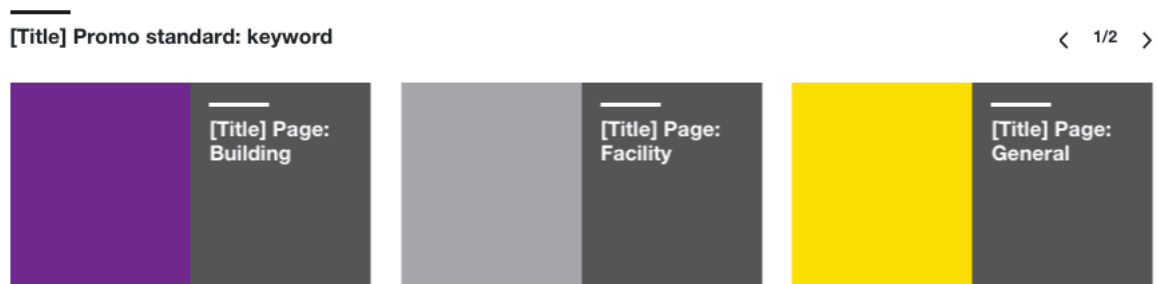 [Title] Promo standard: keyword
1/2
[Title] Page:
Building
[Title] Page:
Facility
[Title] Page:
General